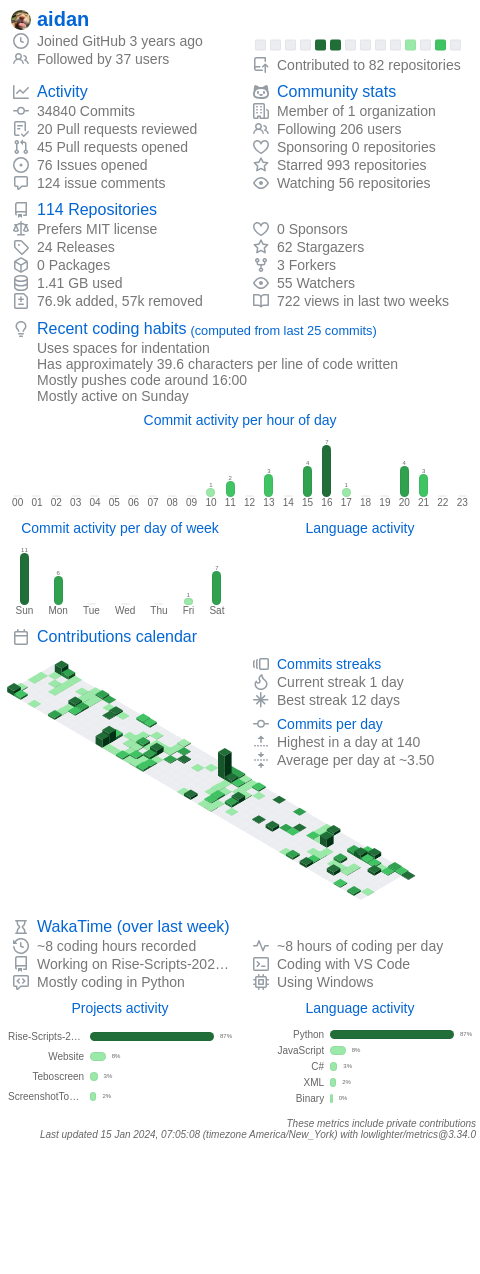 aidan
Joined GitHub 3 years ago
Followed by 37 users
Contributed to 82 repositories
Activity
34840 Commits
20 Pull requests reviewed
45 Pull requests opened
76 Issues opened
124 issue comments
Community stats
Member of 1 organization
Following 206 users
Sponsoring 0 repositories
Starred 993 repositories
Watching 56 repositories
114 Repositories
Prefers MIT license
24 Releases
0 Packages
1.41 GB used
76.9k added, 57k removed
0 Sponsors
62 Stargazers
3 Forkers
55 Watchers
722 views in last two weeks
Recent coding habits (computed from last 25 commits)
Uses spaces for indentation
Has approximately 39.6 characters per line of code written
Mostly pushes code around 16:00
Mostly active on Sunday
Commit activity per hour of day
1 2 3 4 7 1 4 3
00 01 02 03 04 05 06 07 08 09 10 11 12 13 14 15 16 17 18 19 20 21 22 23
Commit activity per day of week
11 6 1 7
Sun Mon Tue Wed Thu Fri Sat
Language activity
Contributions calendar
Commits streaks
Current streak 1 day
Best streak 12 days
Commits per day
Highest in a day at 140
Average per day at ~3.50
WakaTime (over last week)
~8 coding hours recorded
Working on Rise-Scripts-202…
Mostly coding in Python
~8 hours of coding per day
Coding with VS Code
Using Windows
Projects activity
Rise-Scripts-2… 87%
Website 8%
Teboscreen 3%
ScreenshotTo… 2%
Language activity
Python 87%
JavaScript 8%
C# 3%
XML 2%
Binary 0%
These metrics include private contributions
Last updated 15 Jan 2024, 07:05:08 (timezone America/New_York) with lowlighter/metrics@3.34.0